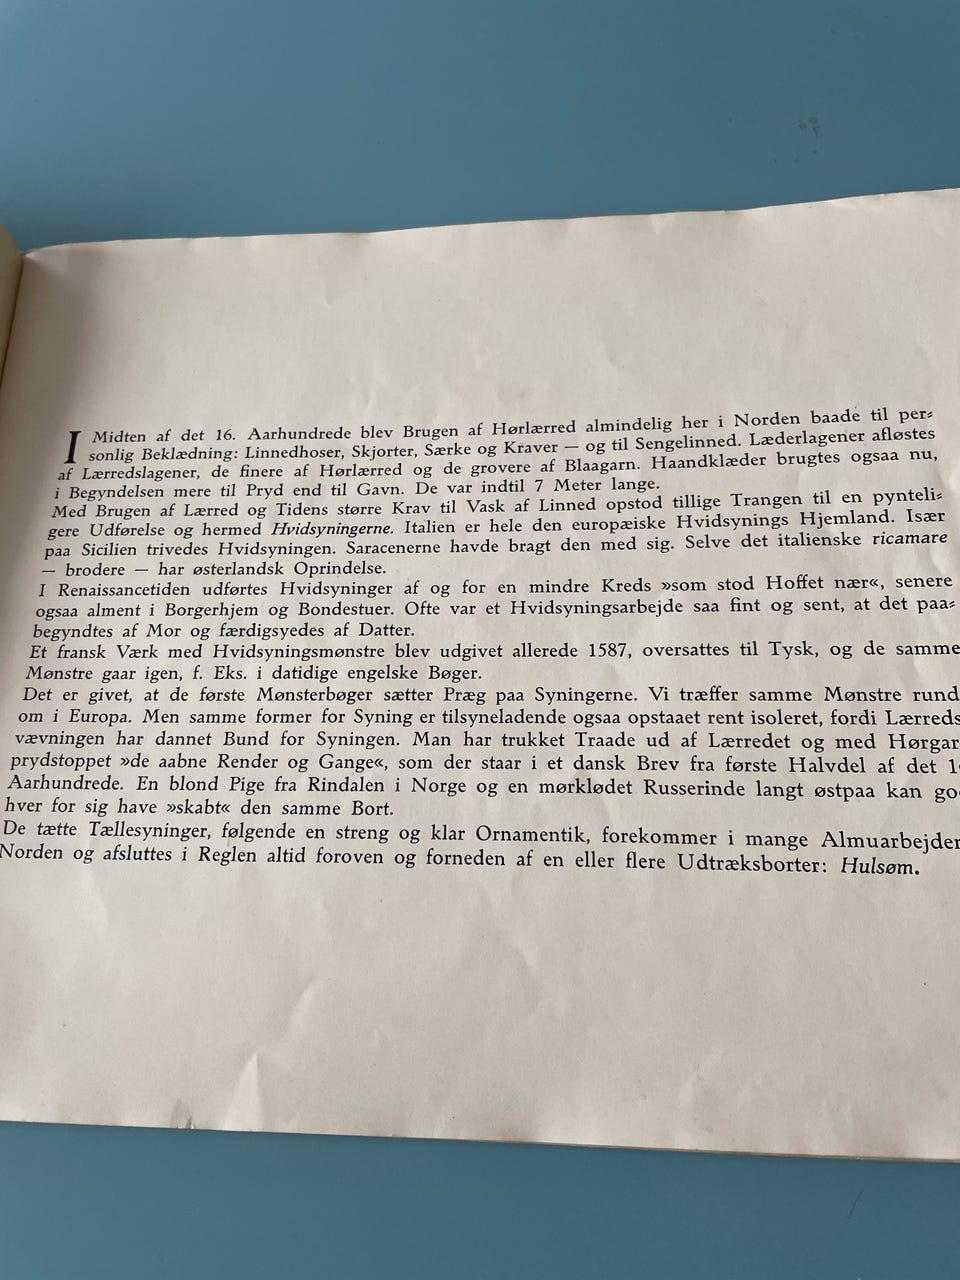 I Midten af det 16. Aarhundrede blev Brugen af Hørlærred almindelig her i Norden baade til per⸗
sonlig Beklædning: Linnedhoser, Skjorter, Særke og Kraver — og til Sengelinned. Læderlagener afløstes
af Lærredslagener, de finere af Hørlærred og de grovere af Blaagarn. Haandklæder brugtes ogsaa nu,
i Begyndelsen mere til Pryd end til Gavn. De var indtil 7 Meter lange.
Med Brugen af Lærred og Tidens større Krav til Vask af Linned opstod tillige Trangen til en pynteli⸗
gere Udførelse og hermed Hvidsyningerne. Italien er hele den europæiske Hvidsynings Hjemland. Især
paa Sicilien trivedes Hvidsyningen. Saracenerne havde bragt den med sig. Selve det italienske ricamare
— brodere — har østerlandsk Oprindelse.
I Renaissancetiden udførtes Hvidsyninger af og for en mindre Kreds »som stod Hoffet nær«, senere
ogsaa alment i Borgerhjem og Bondestuer. Ofte var et Hvidsyningsarbejde saa fint og sent, at det paa⸗
begyndtes af Mor og færdigsyedes af Datter.
Et fransk Værk med Hvidsyningsmønstre blev udgivet allerede 1587, oversattes til Tysk, og de samme
Mønstre gaar igen, f. Eks. i datidige engelske Bøger.
Det er givet, at de første Mønsterbøger sætter Præg paa Syningerne. Vi træffer samme Mønstre rund
om i Europa. Men samme former for Syning er tilsyneladende ogsaa opstaaet rent isoleret, fordi Lærreds
vævningen har dannet Bund for Syningen. Man har trukket Traade ud af Lærredet og med Hørgar
prydstoppet »de aabne Render og Gange«, som der staar i et dansk Brev fra første Halvdel af det 1
Aarhundrede. En blond Pige fra Rindalen i Norge og en mørklødet Russerinde langt østpaa kan go
hver for sig have »skabt« den samme Bort.
De tætte Tællesyninger, følgende en streng og klar Ornamentik, forekommer i mange Almuarbejder
Norden og afsluttes i Reglen altid foroven og forneden af en eller flere Udtræksborter: Hulsøm.